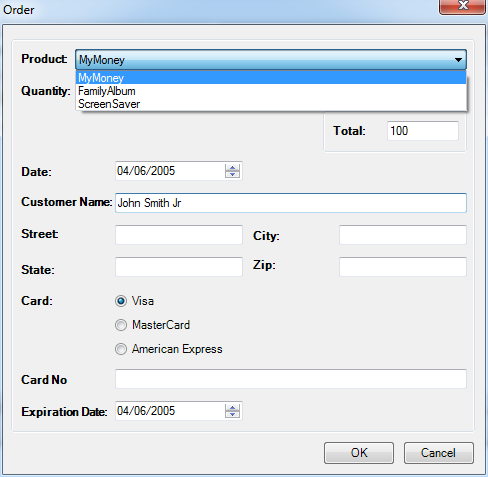 Order
Product: MyMoney
MyMoney
Quantity: FamilyAlbum
ScreenSaver
Total: 100
Date: 04/06/2005
Customer Name: John Smith Jr
Street: City:
State: Zip:
Card: Visa
MasterCard
American Express
Card No
Expiration Date: 04/06/2005
OK Cancel